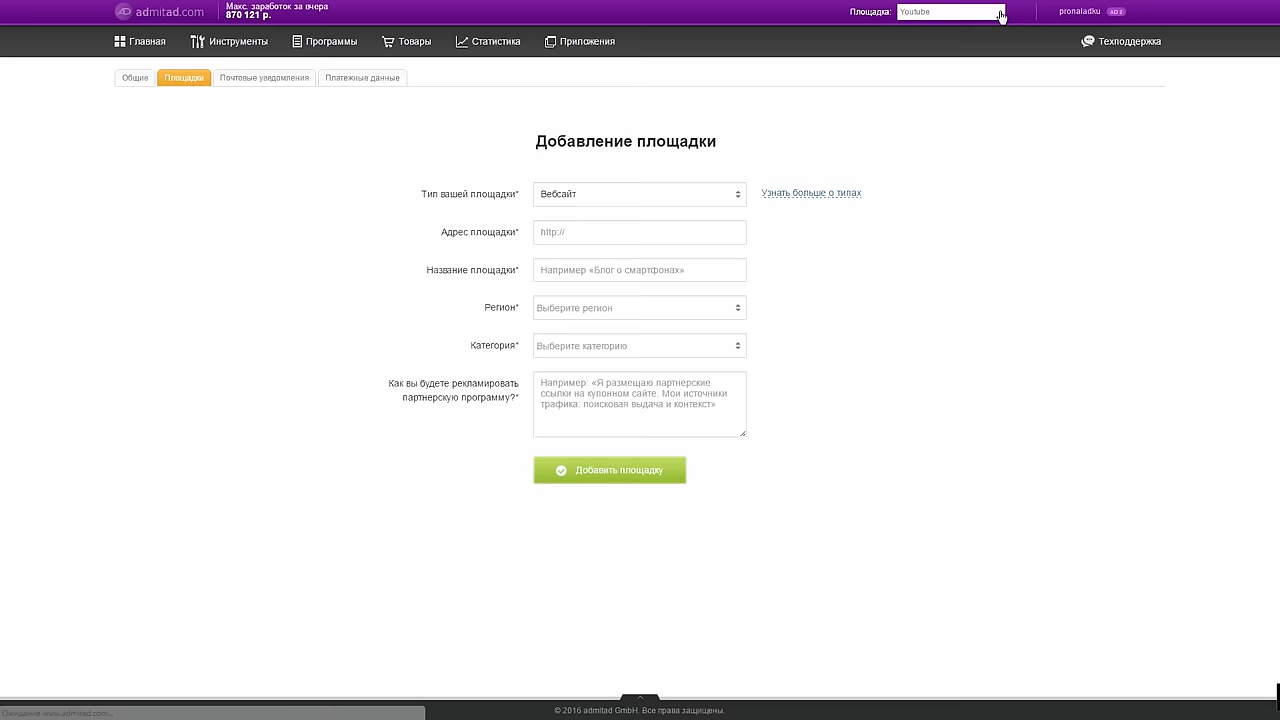 admitad.com
Макс. заработок за вчера
870 121 р.
Площадка:
Youtube
pronaladku
AD 2
Главная
Инструменты
Программы
Товары
Статистика
Приложения
Техподдержка
Общие
Площадки
Почтовые уведомления
Платежные данные
Добавление площадки
Тип вашей площадки*
Вебсайт
Узнать больше о типах
Адрес площадки*
http://
Название площадки*
Например «Блог о смартфонах»
Регион*
Выберите регион
Категория*
Выберите категорию
Как вы будете рекламировать
партнерскую программу?*
Например: «Я размещаю партнерские
ссылки на купонном сайте. Мои источники
трафика: поисковая выдача и контекст»
Добавить площадку
© 2016 admitad GmbH. Все права защищены.
Ожидание www.admitad.com...